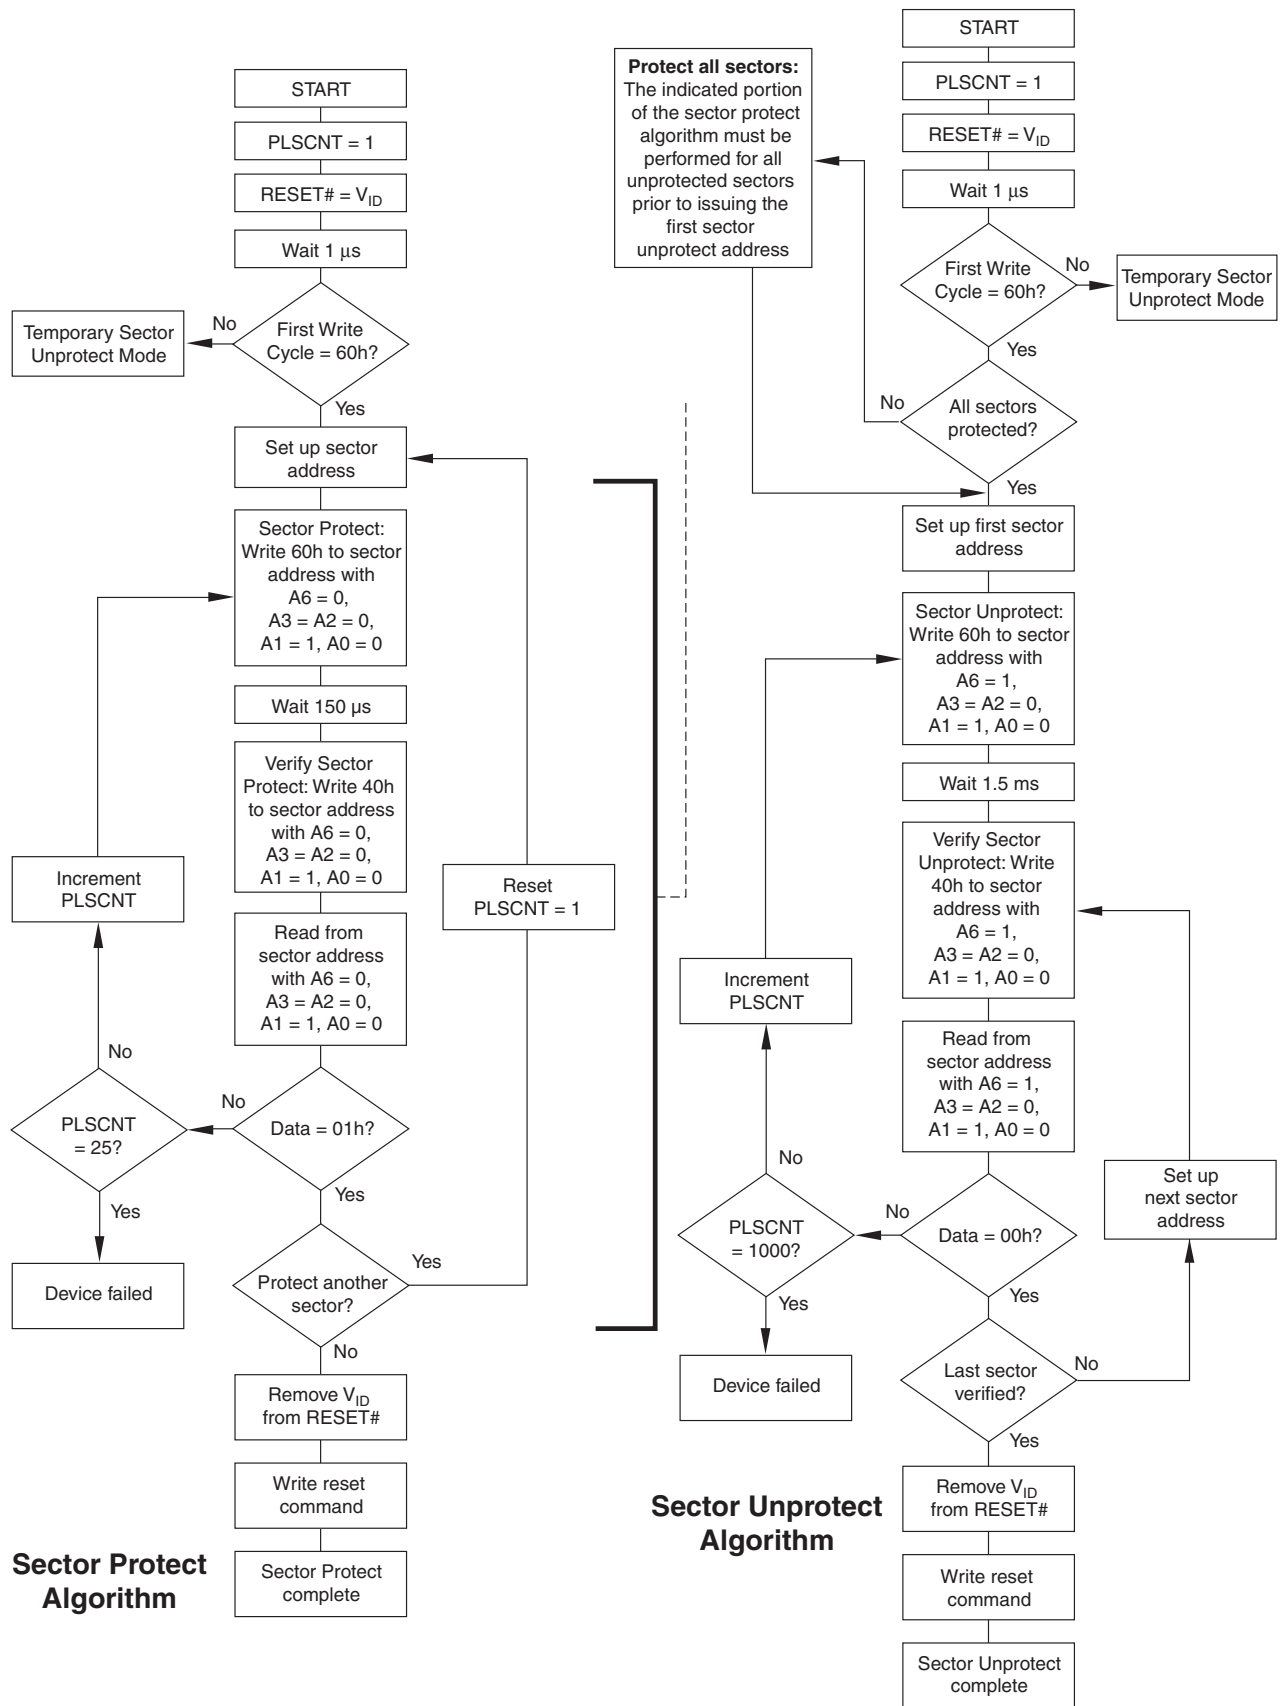 START
PLSCNT = 1
RESET# = VID
Wait 1 μs
First Write
Cycle = 60h?
No
Temporary Sector
Unprotect Mode
Yes
Set up sector
address
Sector Protect:
Write 60h to sector
address with
A6 = 0,
A3 = A2 = 0,
A1 = 1, A0 = 0
Wait 150 µs
Verify Sector
Protect: Write 40h
to sector address
with A6 = 0,
A3 = A2 = 0,
A1 = 1, A0 = 0
Increment
PLSCNT
Reset
PLSCNT = 1
Read from
sector address
with A6 = 0,
A3 = A2 = 0,
A1 = 1, A0 = 0
No
PLSCNT
= 25?
No
Data = 01h?
Yes
Yes
Device failed
Protect another
sector?
Yes
No
Remove VID
from RESET#
Write reset
command
Sector Protect
complete
Sector Protect
Algorithm
Protect all sectors:
The indicated portion
of the sector protect
algorithm must be
performed for all
unprotected sectors
prior to issuing the
first sector
unprotect address
START
PLSCNT = 1
RESET# = VID
Wait 1 μs
First Write
Cycle = 60h?
No
Temporary Sector
Unprotect Mode
Yes
No
All sectors
protected?
Yes
Set up first sector
address
Sector Unprotect:
Write 60h to sector
address with
A6 = 1,
A3 = A2 = 0,
A1 = 1, A0 = 0
Wait 1.5 ms
Verify Sector
Unprotect: Write
40h to sector
address with
A6 = 1,
A3 = A2 = 0,
A1 = 1, A0 = 0
Increment
PLSCNT
Read from
sector address
with A6 = 1,
A3 = A2 = 0,
A1 = 1, A0 = 0
No
PLSCNT
= 1000?
No
Data = 00h?
Set up
next sector
address
Yes
Yes
Device failed
Last sector
verified?
No
Yes
Remove VID
from RESET#
Write reset
command
Sector Unprotect
complete
Sector Unprotect
Algorithm